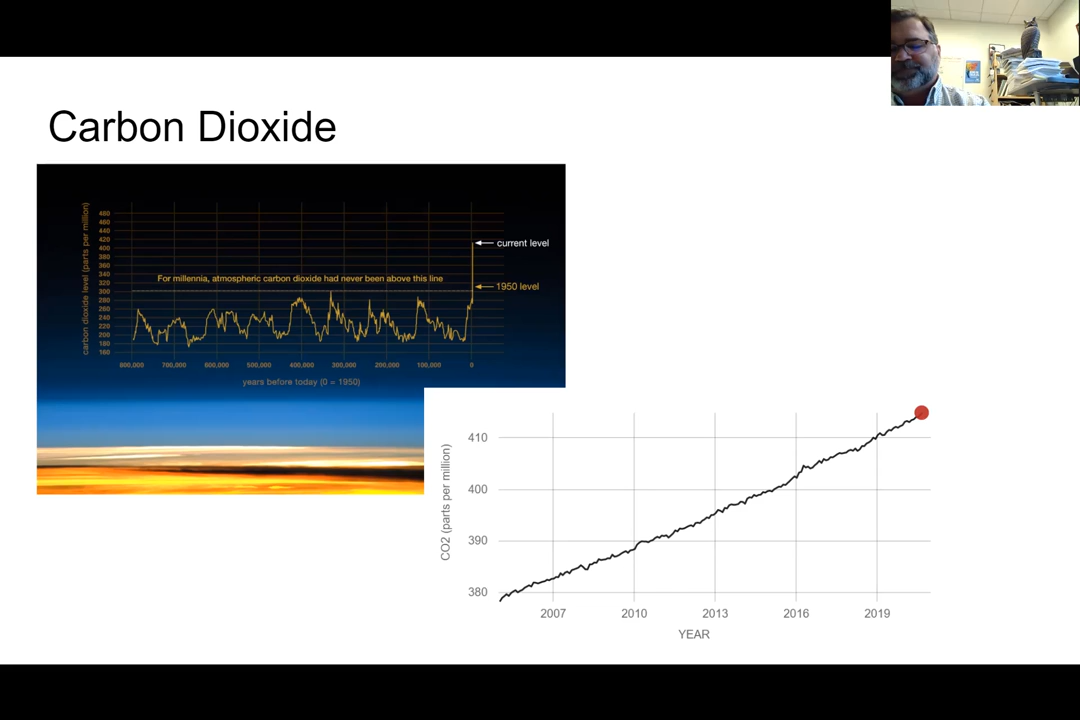 Carbon Dioxide
carbon dioxide level (parts per million)
480
460
440
420
400
380
360
340
320
300
280
260
240
220
200
180
160
current level
For millennia, atmospheric carbon dioxide had never been above this line
1950 level
800,000 700,000 600,000 500,000 400,000 300,000 200,000 100,000 0
years before today (0 = 1950)
CO2 (parts per million)
410
400
390
380
2007 2010 2013 2016 2019
YEAR